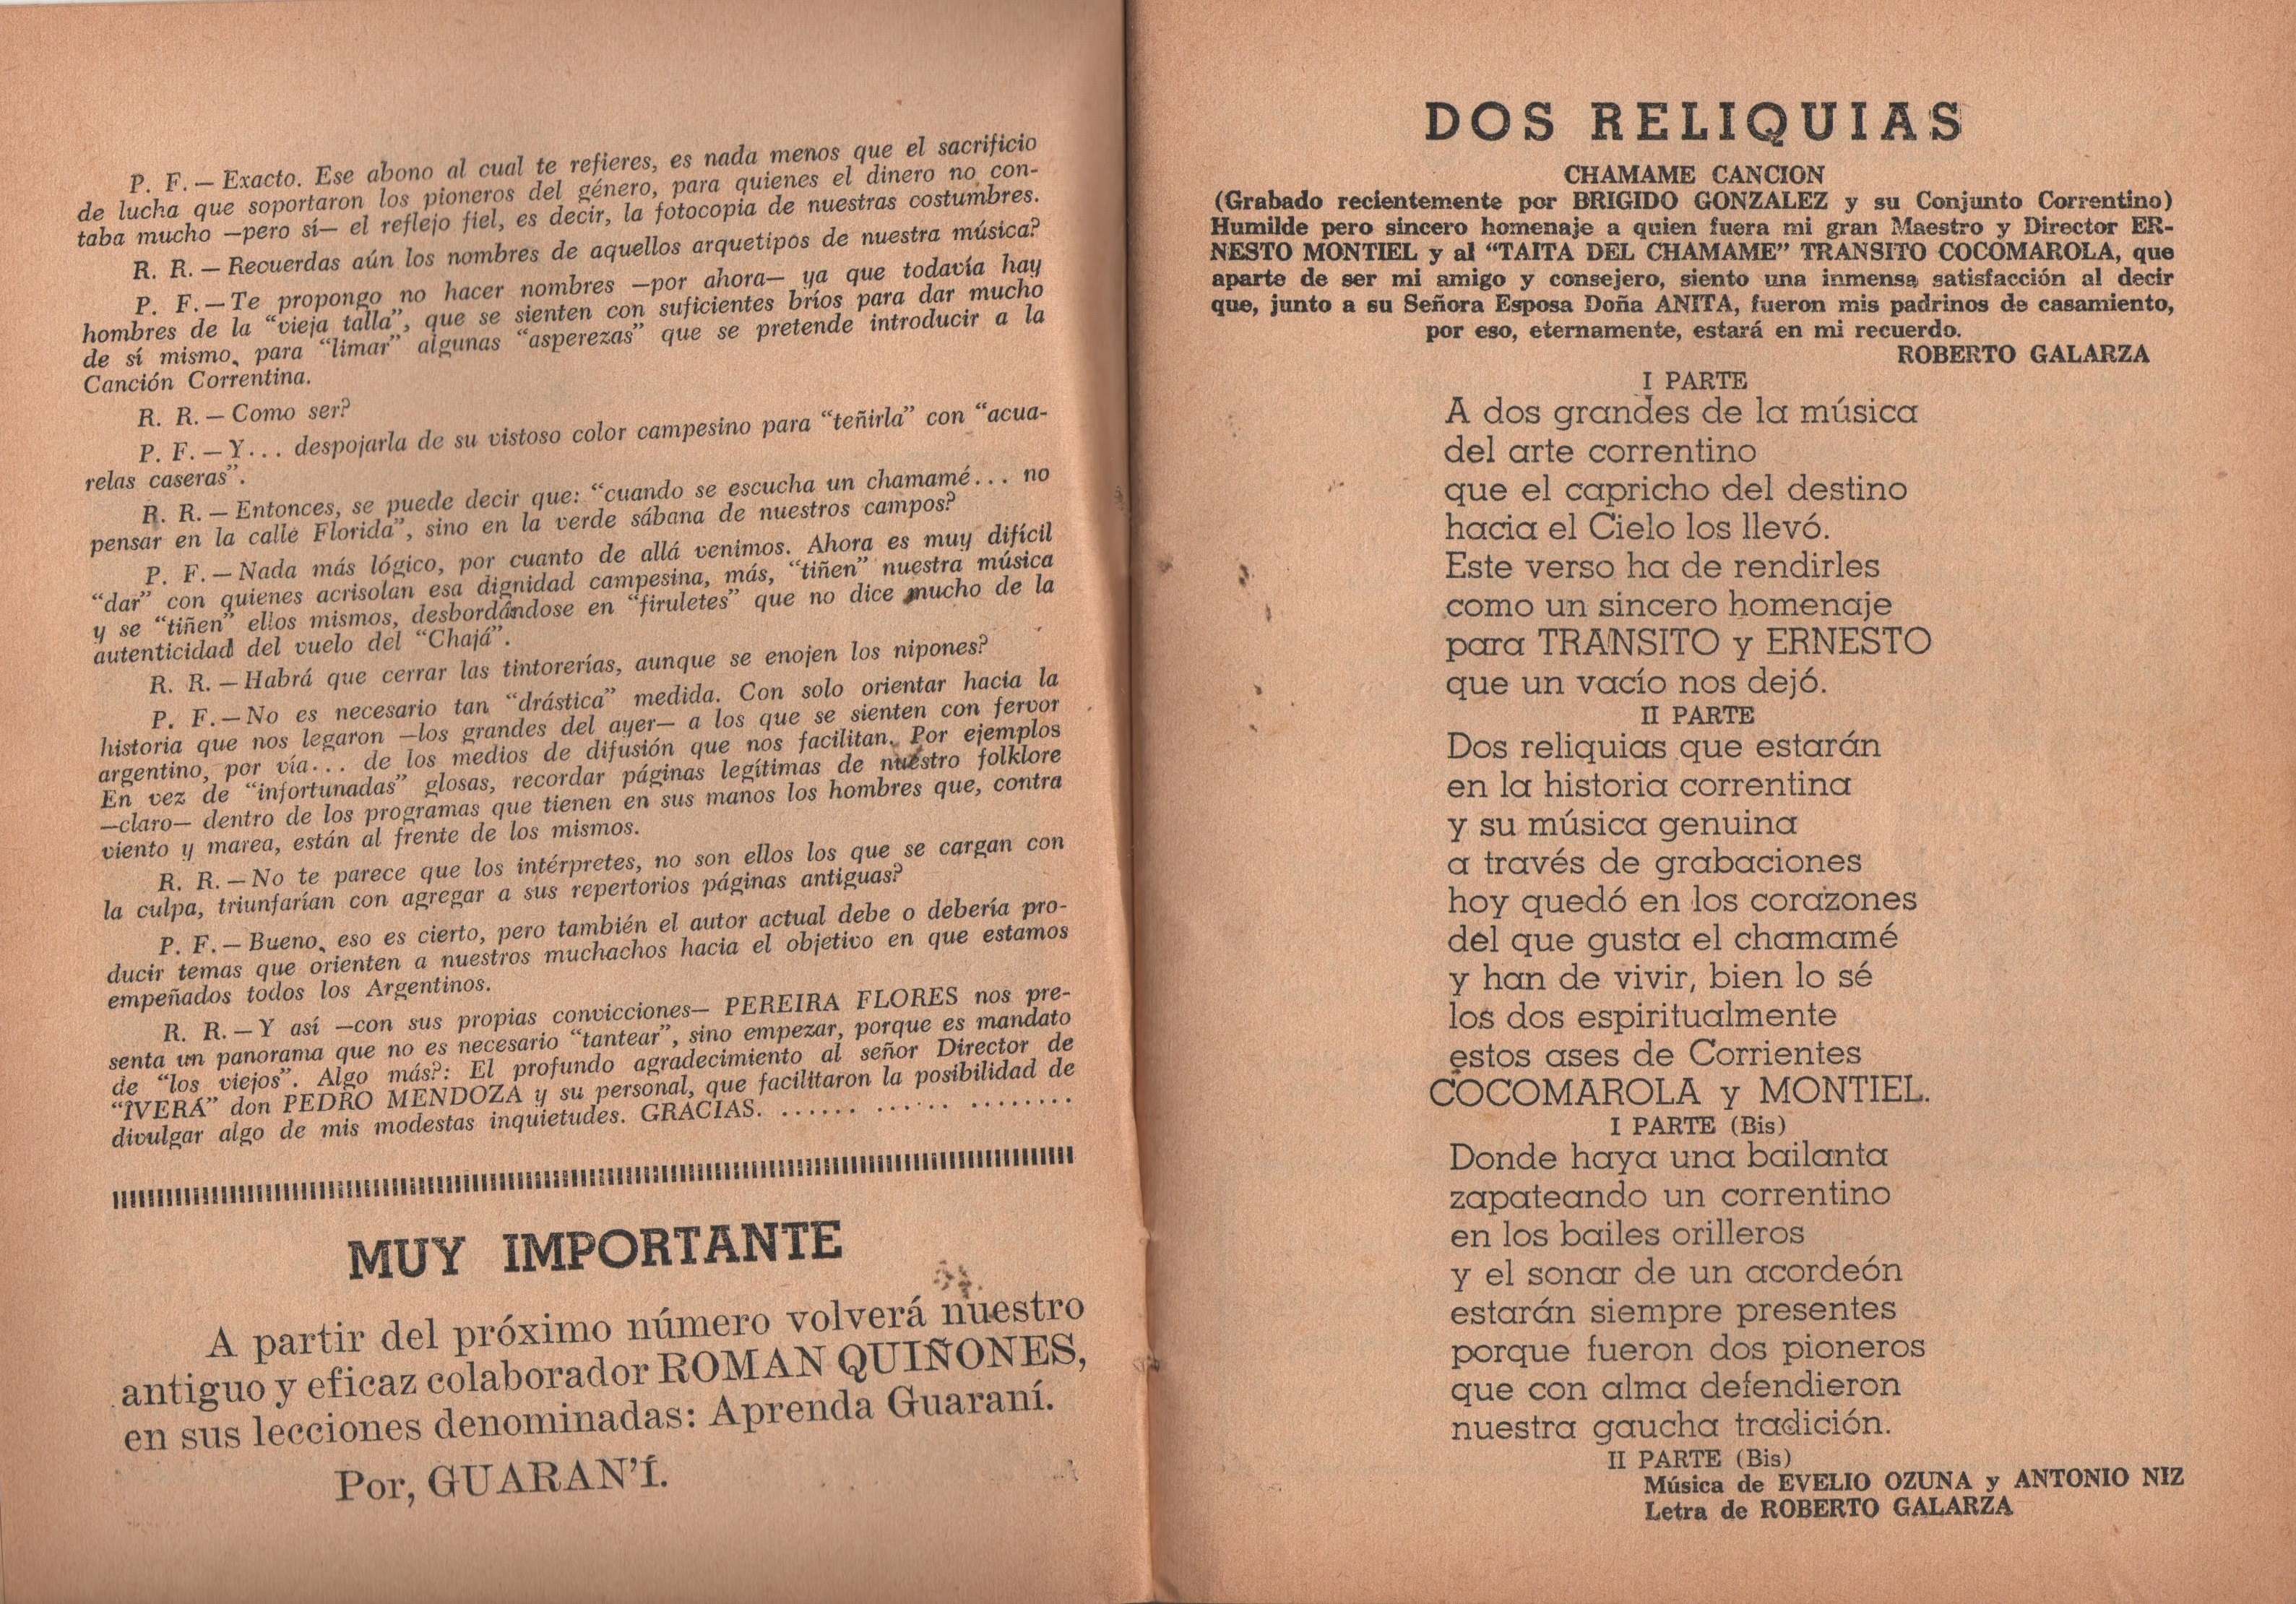 P. F. — Exacto. Ese abono al cual te refieres, es nada menos que el sacrificio
de lucha que soportaron los pioneros del género, para quienes el dinero no con-
taba mucho —pero sí— el reflejo fiel, es decir, la fotocopia de nuestras costumbres.
R. R. — Recuerdas aún los nombres de aquellos arquetipos de nuestra música?
P. F. — Te propongo no hacer nombres —por ahora— ya que todavía hay
hombres de la “vieja talla”, que se sienten con suficientes bríos para dar mucho
de sí mismo, para “limar” algunas “asperezas” que se pretende introducir a la
Canción Correntina.
R. R. — Como ser?
P. F. — Y... despojarla de su vistoso color campesino para “teñirla” con “acua-
relas caseras”.
R. R. — Entonces, se puede decir que: “cuando se escucha un chamamé... no
pensar en la calle Florida”, sino en la verde sábana de nuestros campos?
P. F. — Nada más lógico, por cuanto de allá venimos. Ahora es muy difícil
“dar” con quienes acrisolan esa dignidad campesina, más, “tiñen” nuestra música
y se “tiñen” ellos mismos, desbordándose en “firuletes” que no dice mucho de la
autenticidad del vuelo del “Chajá”.
R. R. — Habrá que cerrar las tintorerías, aunque se enojen los nipones?
P. F. — No es necesario tan “drástica” medida. Con solo orientar hacia la
historia que nos legaron —los grandes del ayer— a los que se sienten con fervor
argentino, por vía... de los medios de difusión que nos facilitan. Por ejemplos
En vez de “infortunadas” glosas, recordar páginas legítimas de nuestro folklore
—claro— dentro de los programas que tienen en sus manos los hombres que, contra
viento y marea, están al frente de los mismos.
R. R. — No te parece que los intérpretes, no son ellos los que se cargan con
la culpa, triunfarían con agregar a sus repertorios páginas antiguas?
P. F. — Bueno, eso es cierto, pero también el autor actual debe o debería pro-
ducir temas que orienten a nuestros muchachos hacia el objetivo en que estamos
empeñados todos los Argentinos.
R. R. — Y así —con sus propias convicciones— PEREIRA FLORES nos pre-
senta un panorama que no es necesario “tantear”, sino empezar, porque es mandato
de “los viejos”. Algo más?: El profundo agradecimiento al señor Director de
“IVERÁ” don PEDRO MENDOZA y su personal, que facilitaron la posibilidad de
divulgar algo de mis modestas inquietudes. GRACIAS. ...... ...... ........
MUY IMPORTANTE
A partir del próximo número volverá nuestro
antiguo y eficaz colaborador ROMAN QUIÑONES,
en sus lecciones denominadas: Aprenda Guaraní.
Por, GUARAN’Í.
DOS RELIQUIAS
CHAMAME CANCION
(Grabado recientemente por BRIGIDO GONZALEZ y su Conjunto Correntino)
Humilde pero sincero homenaje a quien fuera mi gran Maestro y Director ER-
NESTO MONTIEL y al “TAITA DEL CHAMAME” TRANSITO COCOMAROLA, que
aparte de ser mi amigo y consejero, siento una inmensa satisfacción al decir
que, junto a su Señora Esposa Doña ANITA, fueron mis padrinos de casamiento,
por eso, eternamente, estará en mi recuerdo.
ROBERTO GALARZA
I PARTE
A dos grandes de la música
del arte correntino
que el capricho del destino
hacia el Cielo los llevó.
Este verso ha de rendirles
como un sincero homenaje
para TRANSITO y ERNESTO
que un vacío nos dejó.
II PARTE
Dos reliquias que estarán
en la historia correntina
y su música genuina
a través de grabaciones
hoy quedó en los corazones
del que gusta el chamamé
y han de vivir, bien lo sé
los dos espiritualmente
estos ases de Corrientes
COCOMAROLA y MONTIEL.
I PARTE (Bis)
Donde haya una bailanta
zapateando un correntino
en los bailes orilleros
y el sonar de un acordeón
estarán siempre presentes
porque fueron dos pioneros
que con alma defendieron
nuestra gaucha tradición.
II PARTE (Bis)
Música de EVELIO OZUNA y ANTONIO NIZ
Letra de ROBERTO GALARZA